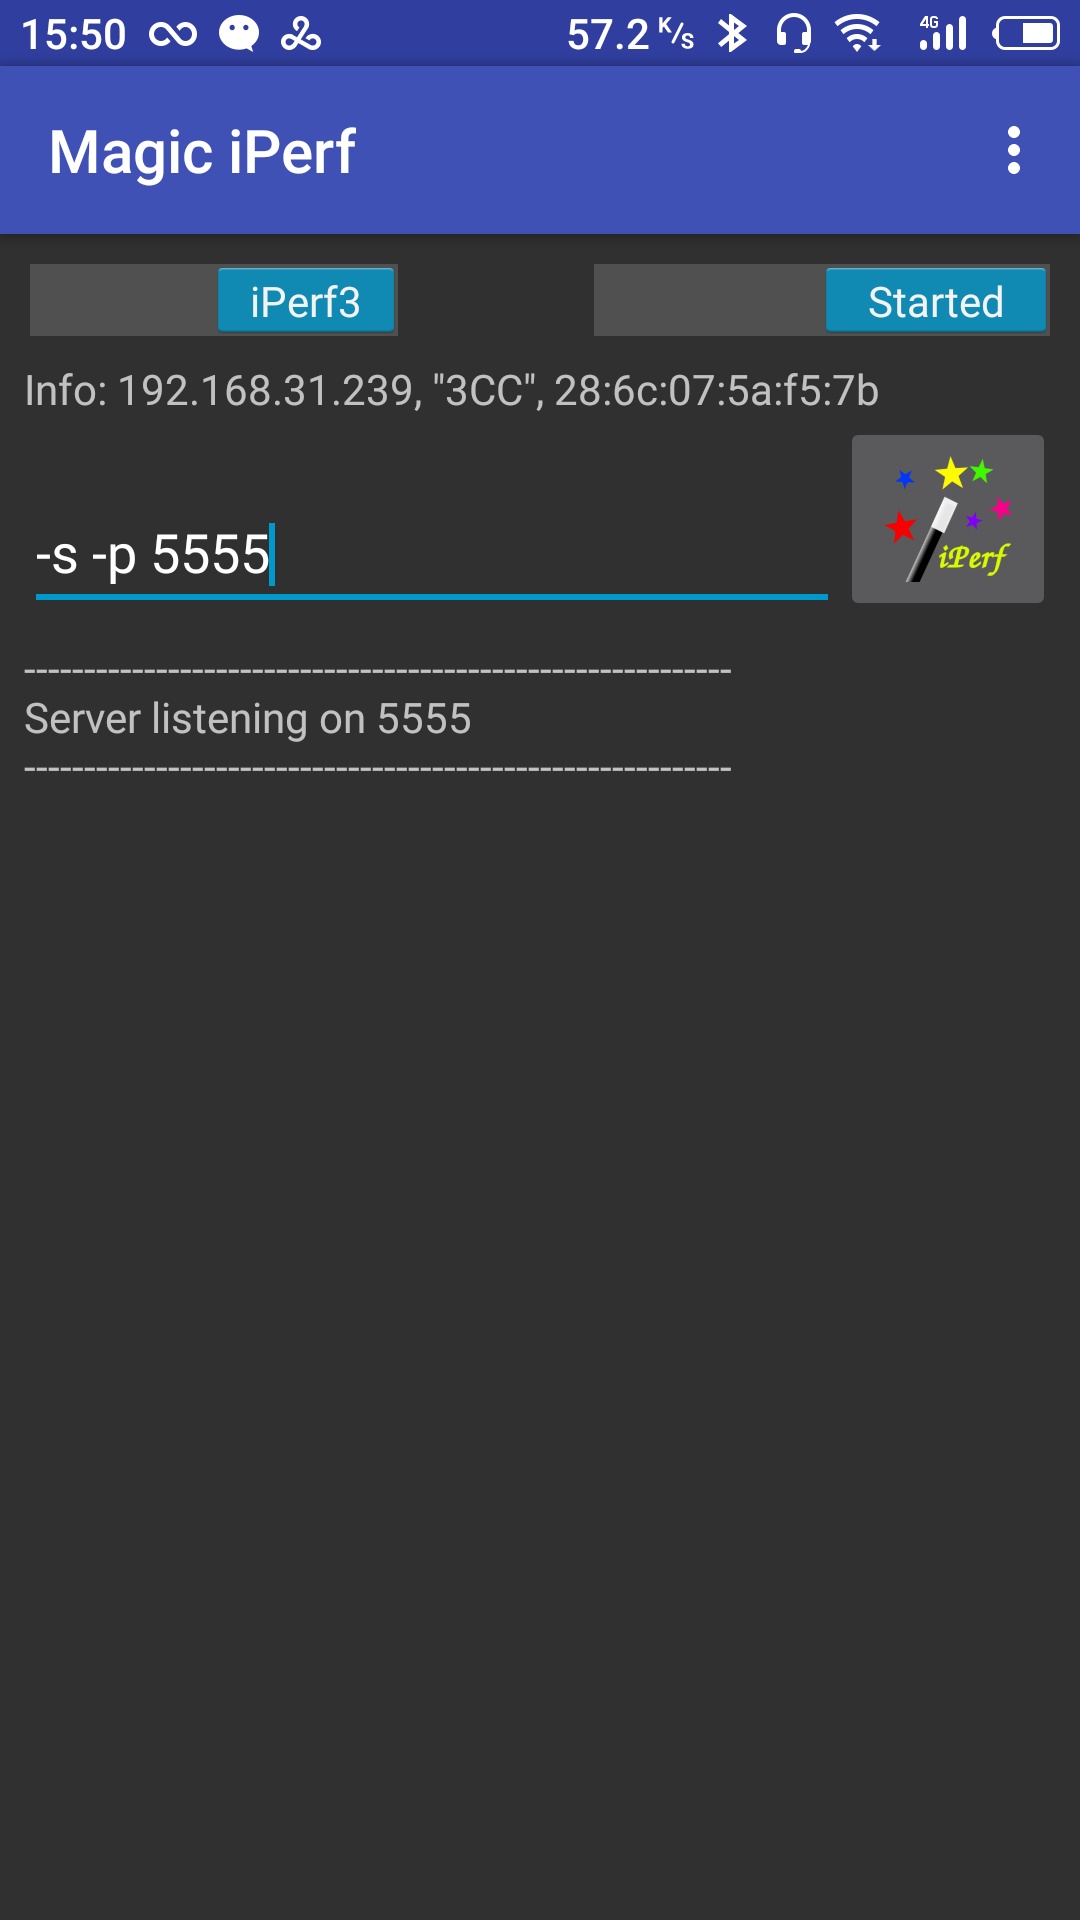 15:50 57.2 K/s 4G
Magic iPerf
iPerf3 Started
Info: 192.168.31.239, "3CC", 28:6c:07:5a:f5:7b
iPerf
-s -p 5555
-----------------------------------------------------------
Server listening on 5555
-----------------------------------------------------------